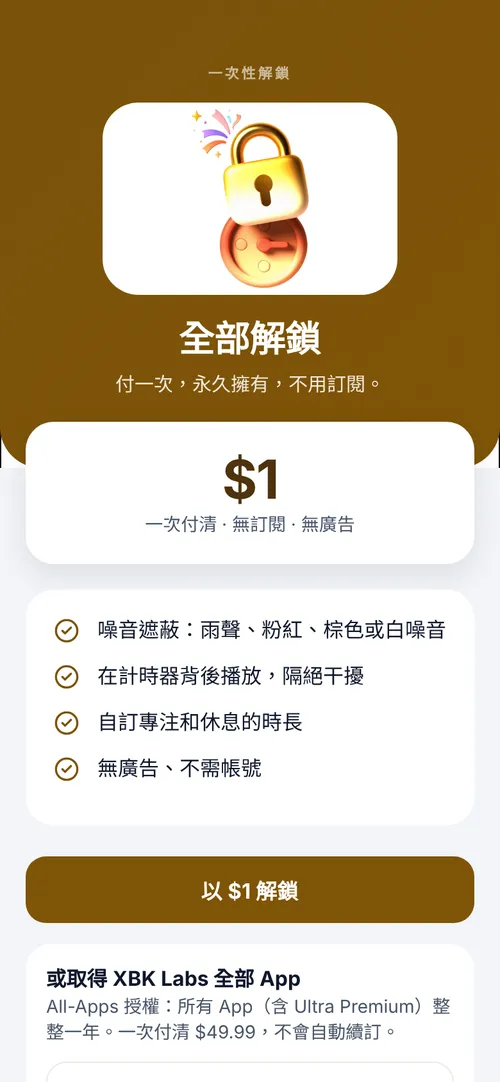 一次性解鎖
全部解鎖
付一次，永久擁有，不用訂閱。
$1
一次付清 · 無訂閱 · 無廣告
噪音遮蔽：雨聲、粉紅、棕色或白噪音
在計時器背後播放，隔絕干擾
自訂專注和休息的時長
無廣告、不需帳號
以 $1 解鎖
或取得 XBK Labs 全部 App
All-Apps 授權：所有 App（含 Ultra Premium）整
整一年。一次付清 $49.99，不會自動續訂。